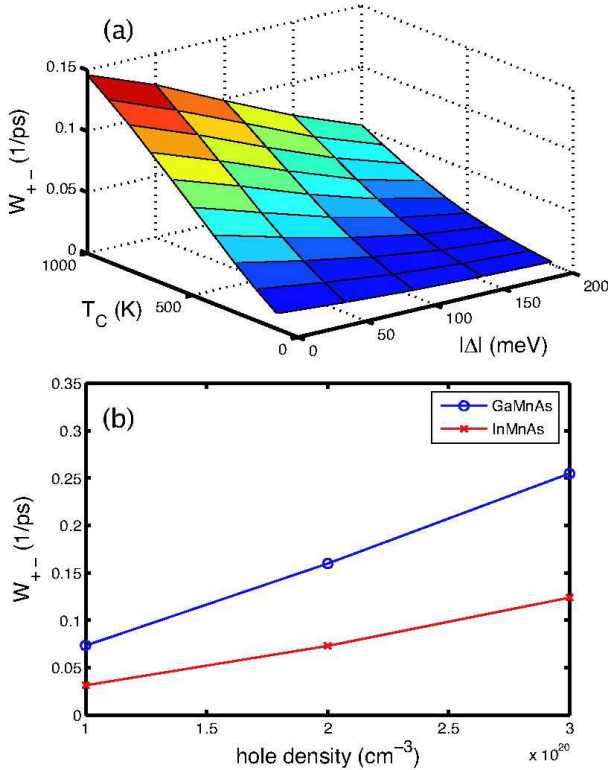 (a)
0.15
0.1
0.05
0
W+− (1/ps)
1000
500
0
T_C (K)
0
50
100
150
200
|Δ| (meV)
(b)
GaMnAs
InMnAs
0.35
0.3
0.25
0.2
0.15
0.1
0.05
0
W+− (1/ps)
1
1.5
2
2.5
3
x 10^20
hole density (cm^−3)